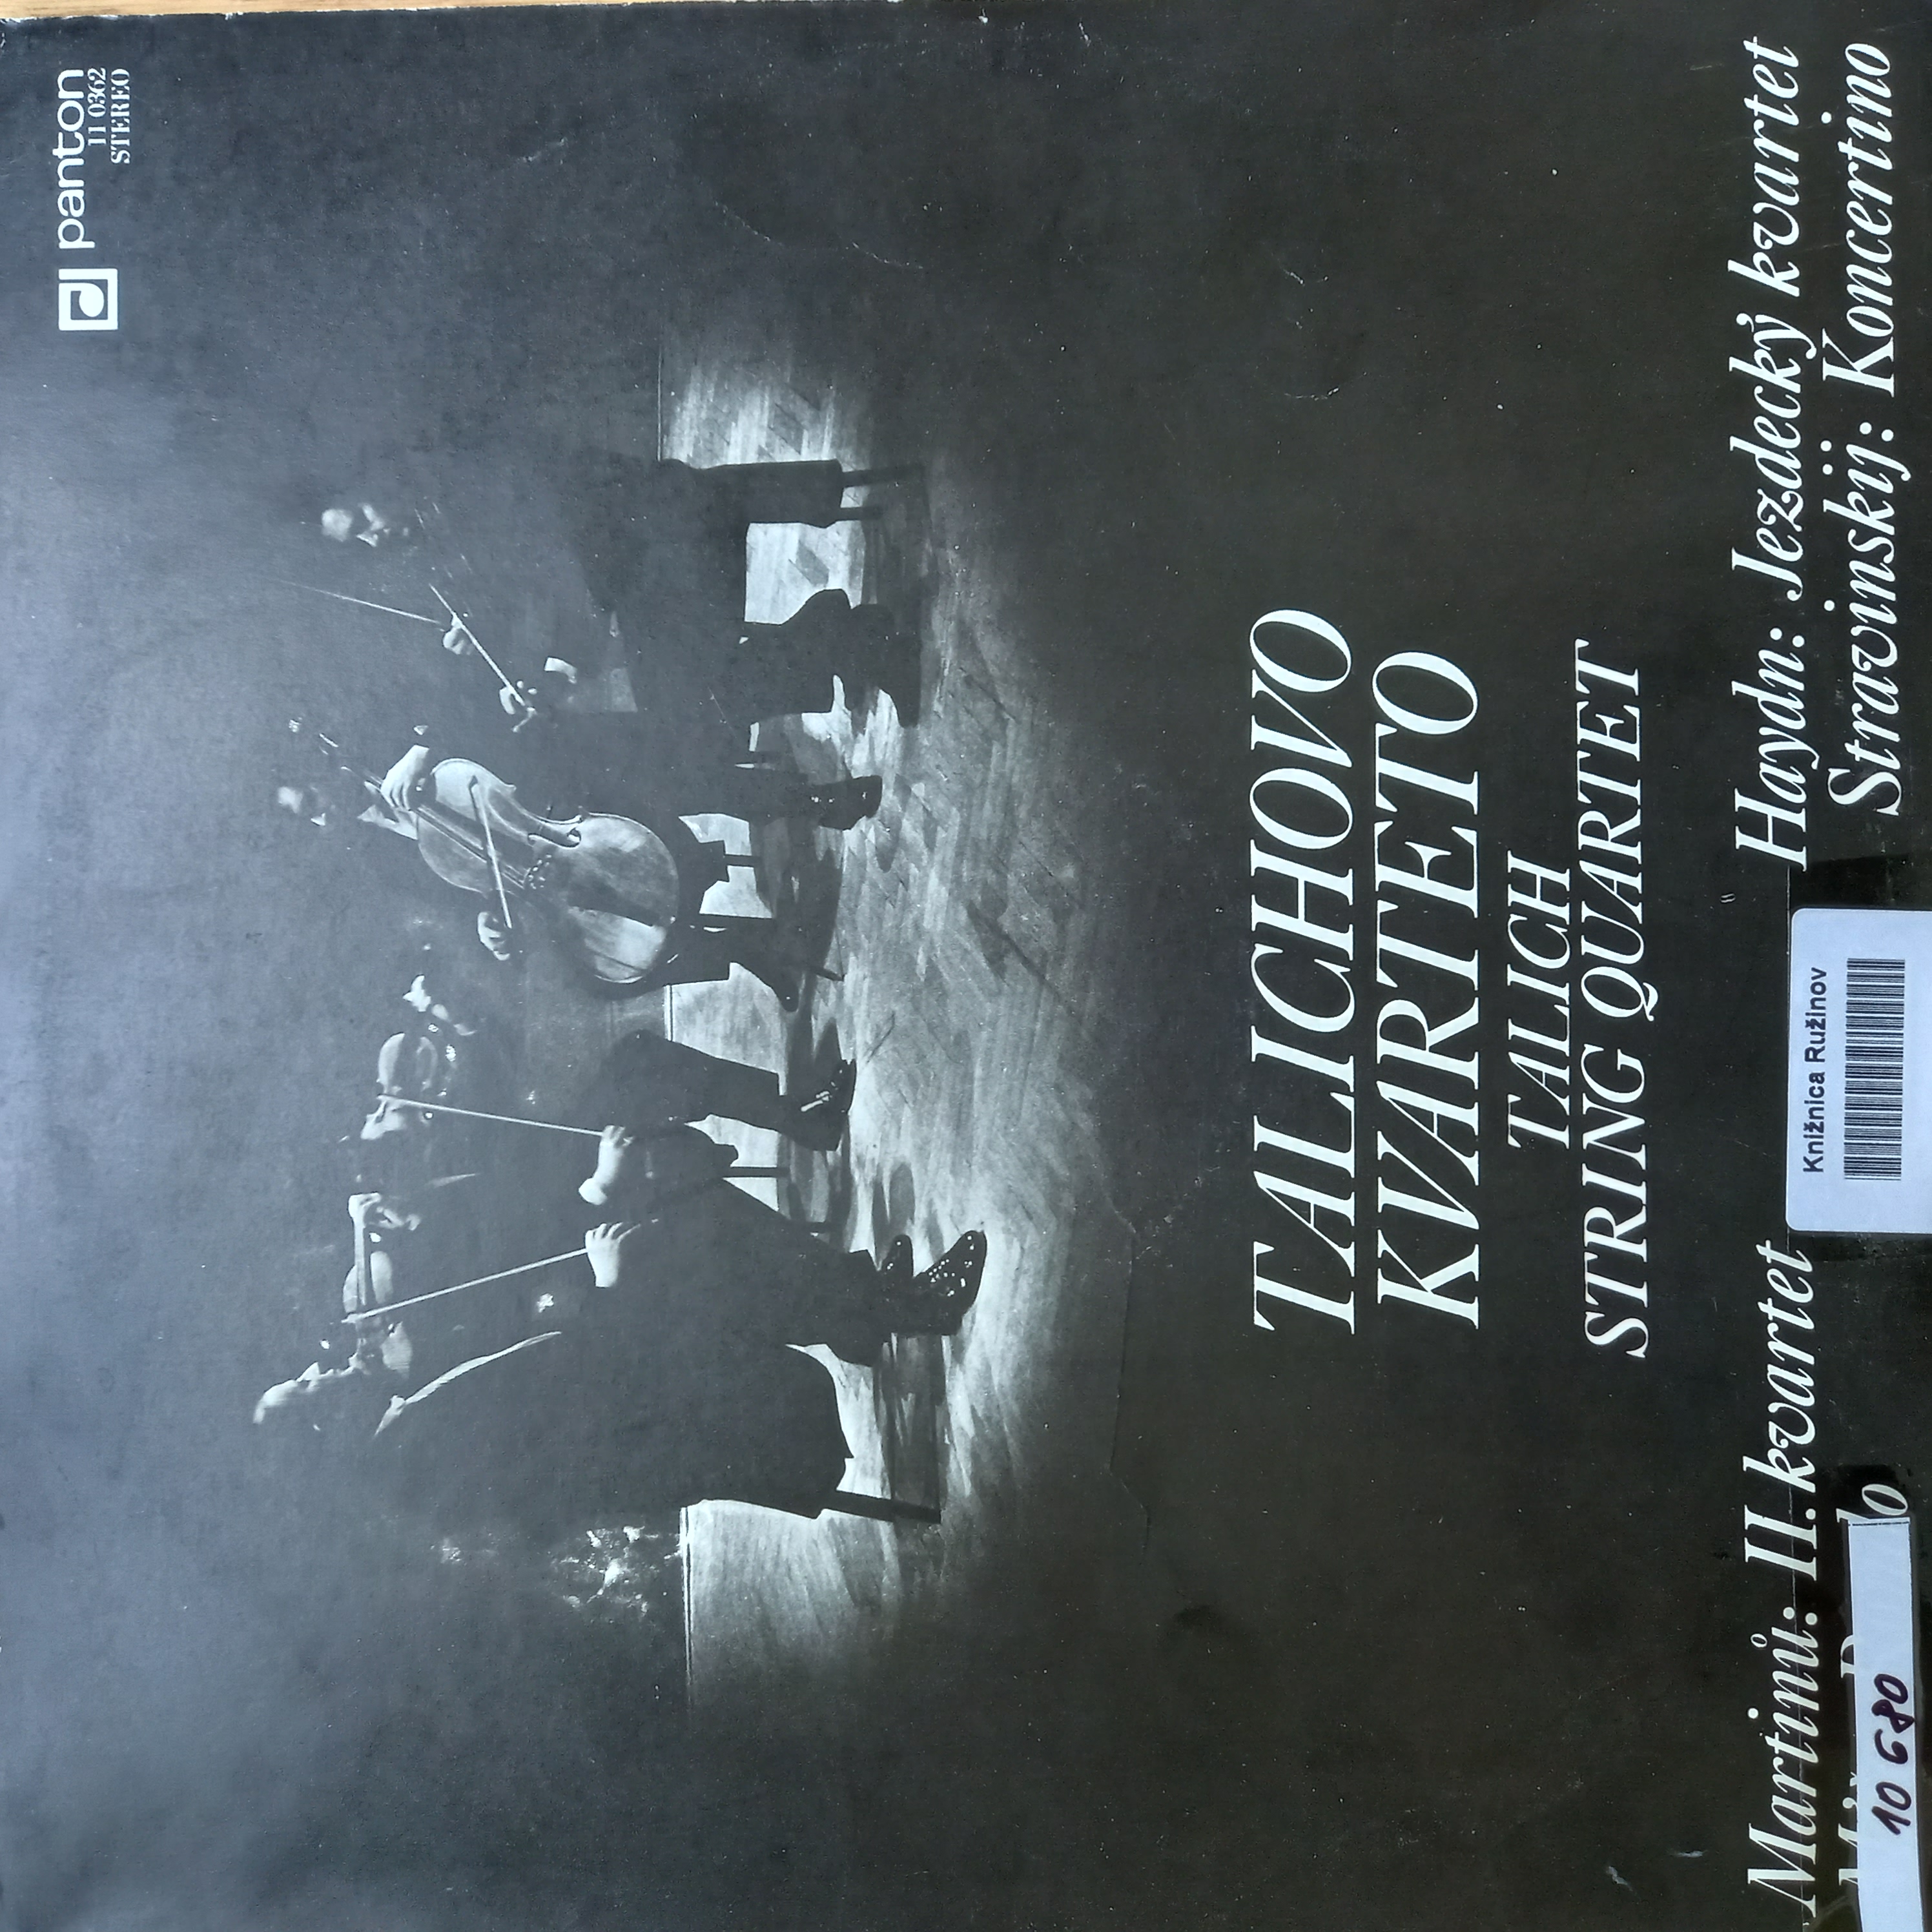 panton
11 0362
STEREO
TALICHOVO
KVARTETO
TALICH
STRING QUARTET
Martinů: II. kvartet
Haydn: Jezdecký kvartet
Stravinskij: Koncertino
Knižnica Ružinov
10 680